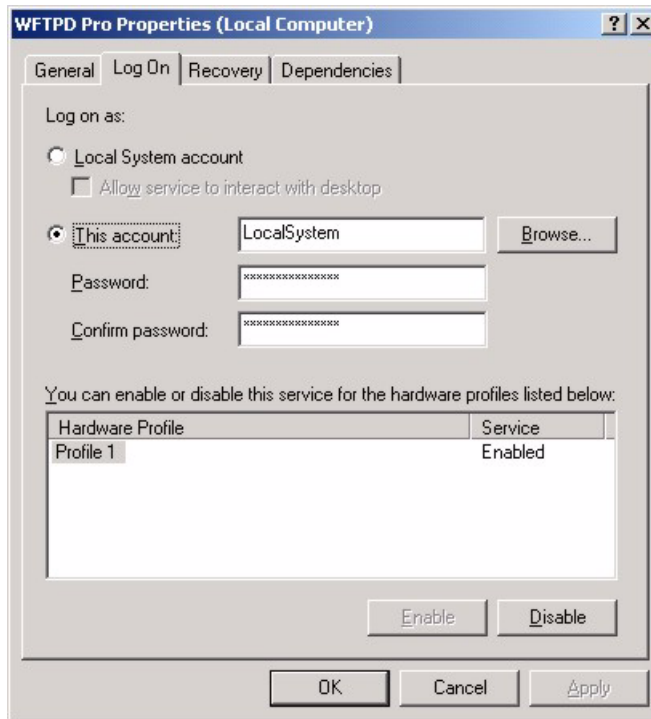 WFTPD Pro Properties (Local Computer)
General Log On Recovery Dependencies
Log on as:
Local System account
Allow service to interact with desktop
This account: LocalSystem Browse...
Password: ***************
Confirm password: ***************
You can enable or disable this service for the hardware profiles listed below:
Hardware Profile Service
Profile 1 Enabled
Enable Disable
OK Cancel Apply